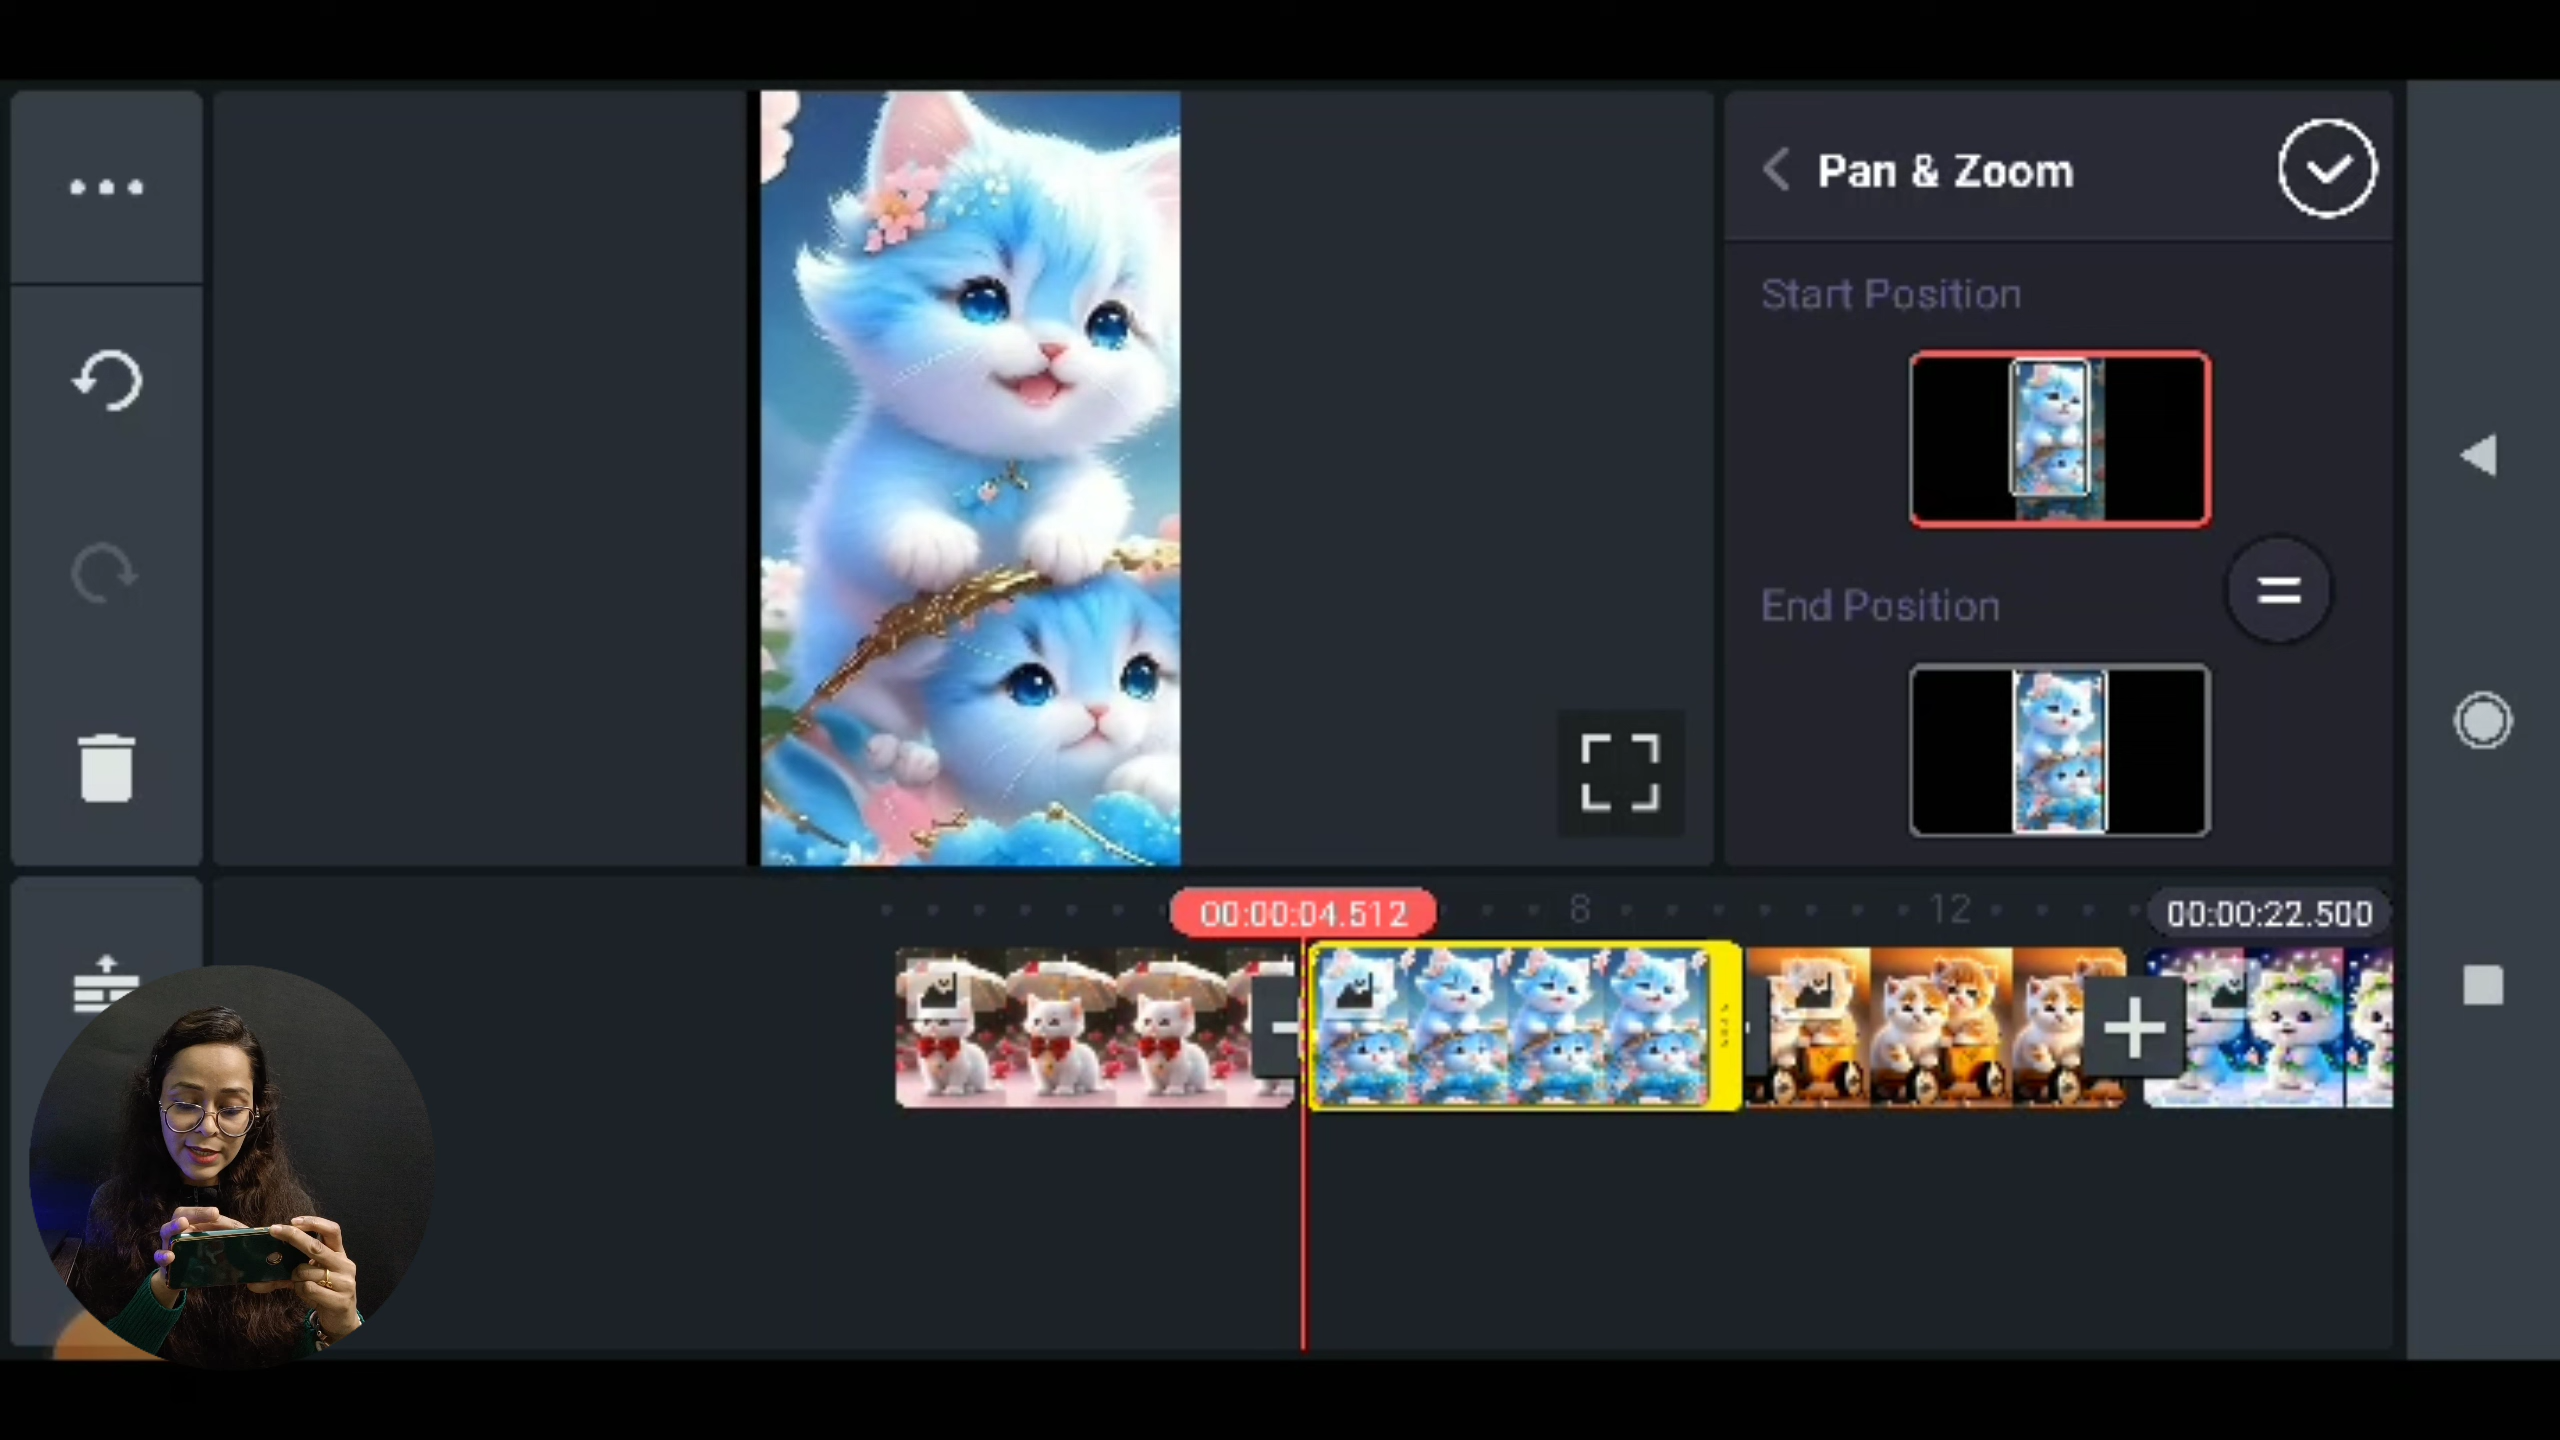 Pan & Zoom
Start Position
End Position
00:00:04.512
8
12
00:00:22.500